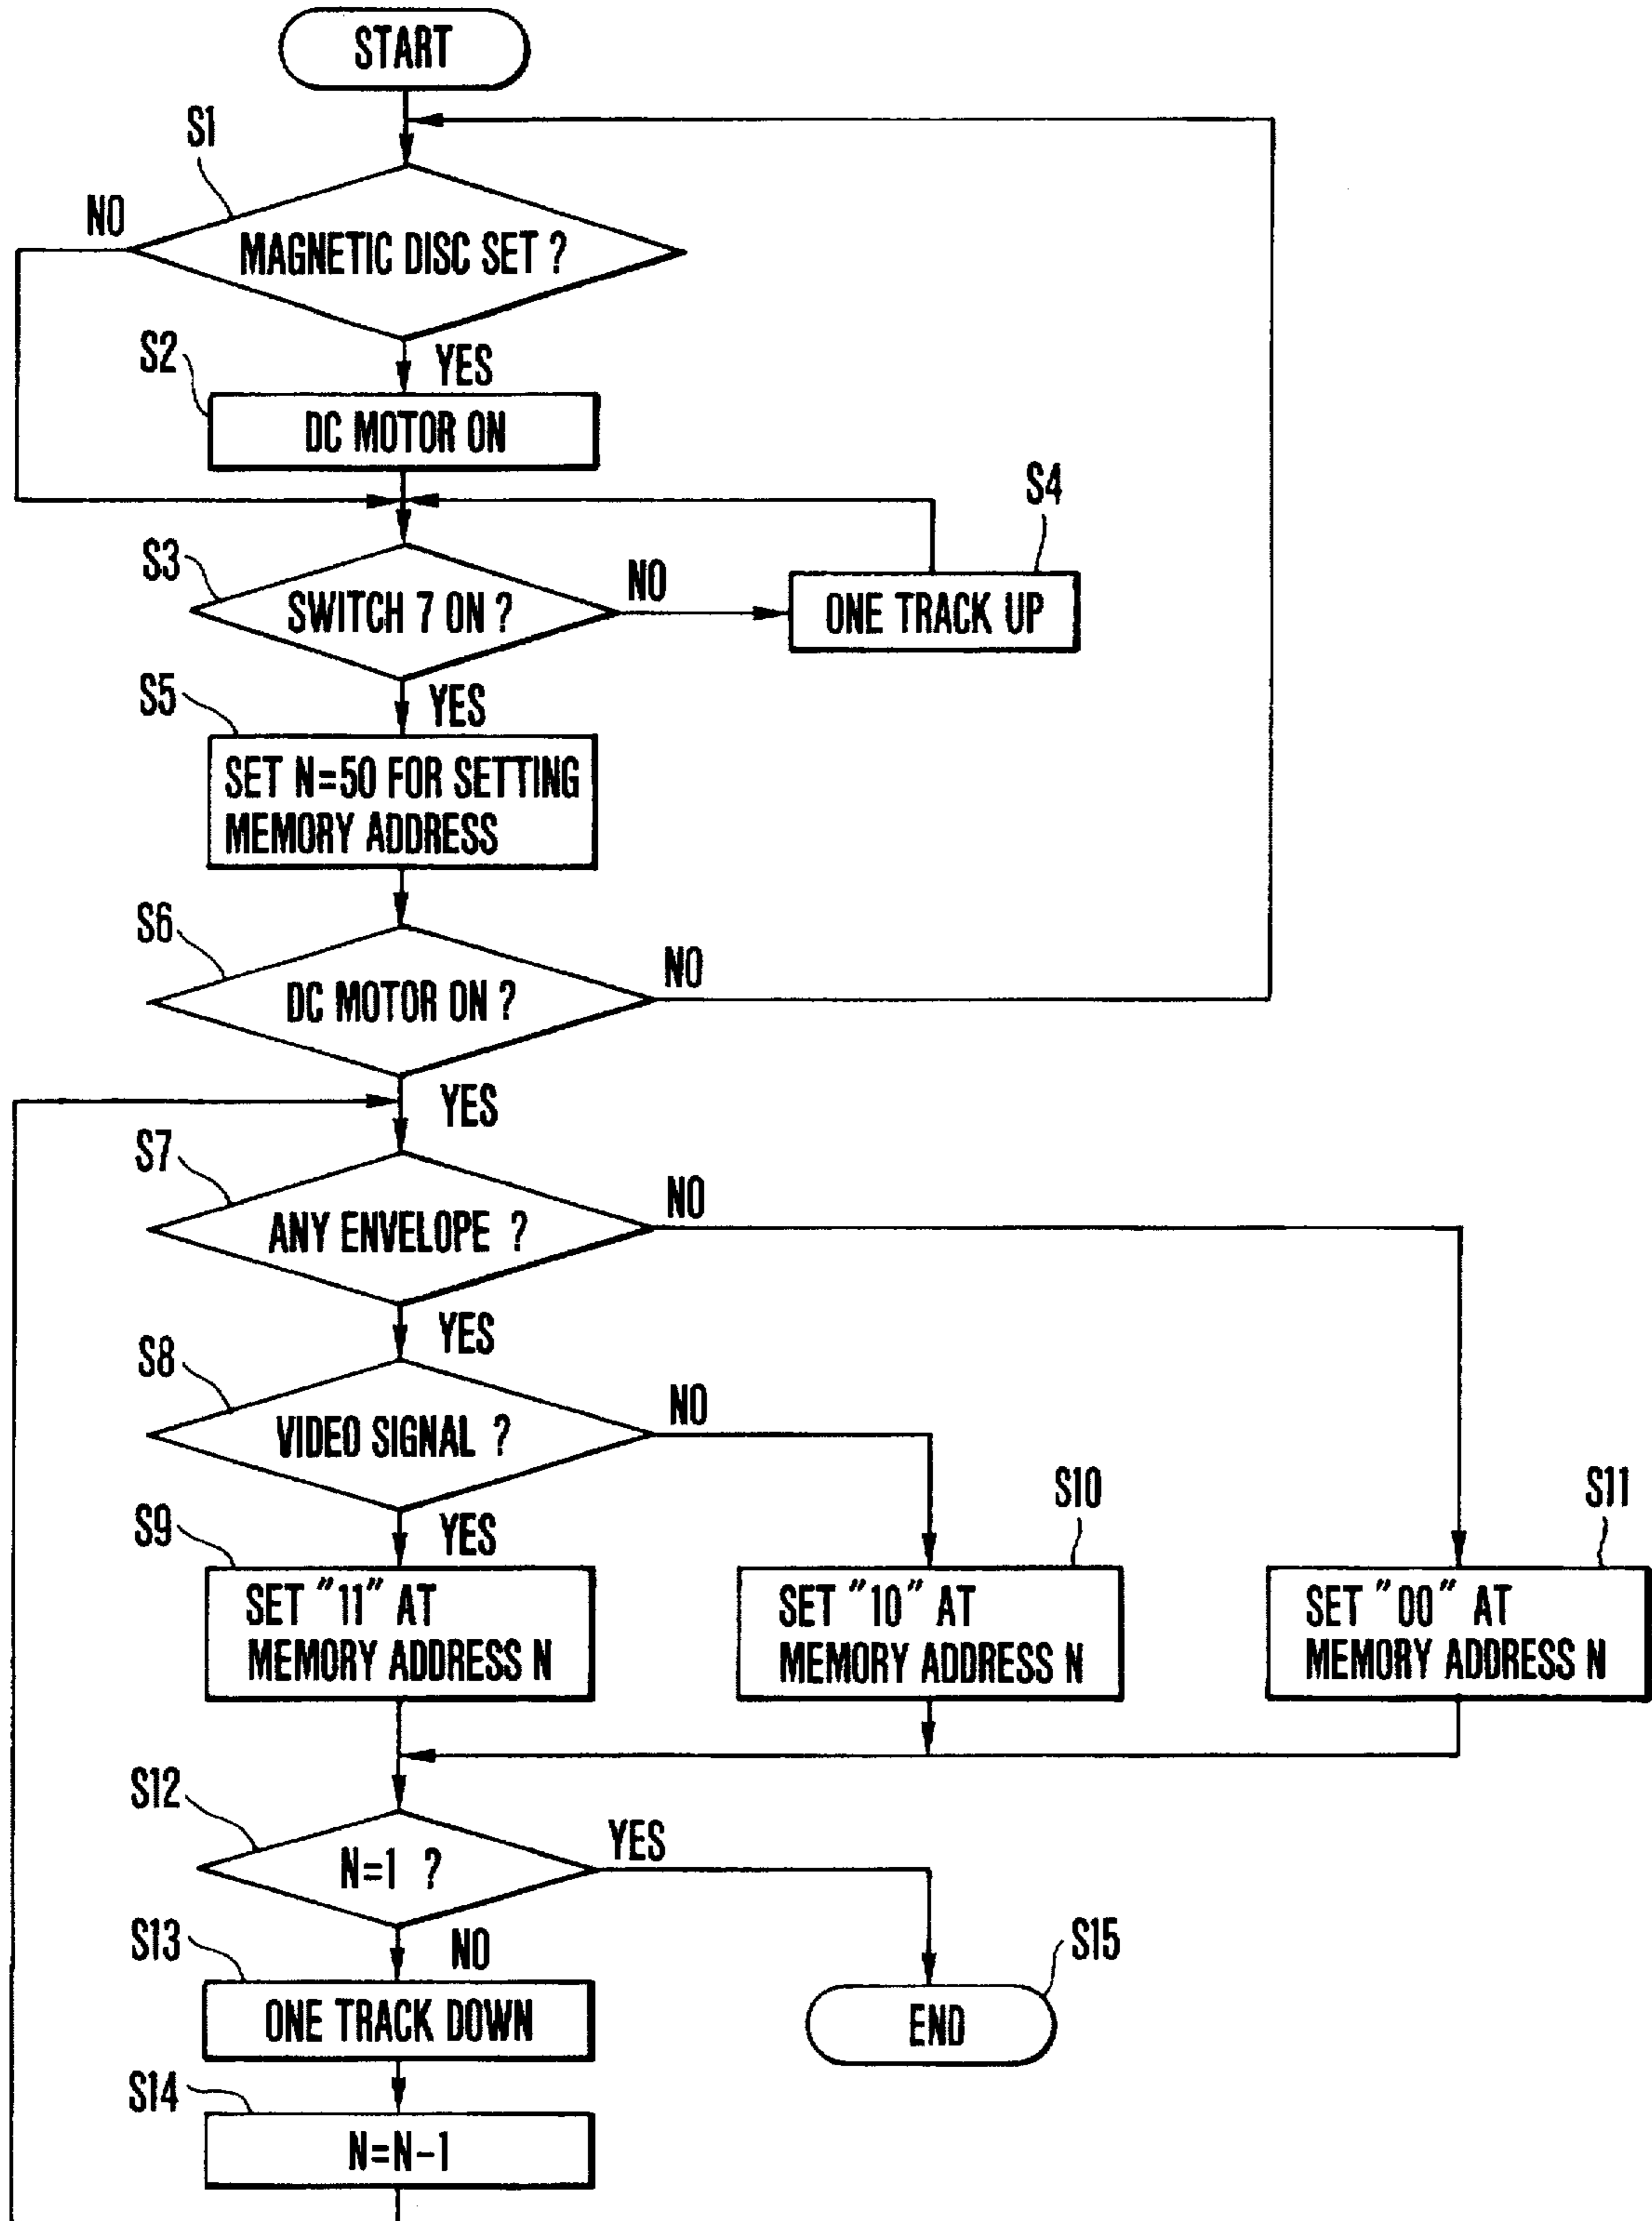 START
S1
NO
MAGNETIC DISC SET ?
YES
S2
DC MOTOR ON
S4
S3
SWITCH 7 ON ?
NO
ONE TRACK UP
YES
S5
SET N=50 FOR SETTING
MEMORY ADDRESS
S6
DC MOTOR ON ?
NO
YES
S7
ANY ENVELOPE ?
NO
YES
S8
VIDEO SIGNAL ?
NO
YES
S9
SET "11" AT
MEMORY ADDRESS N
S10
SET "10" AT
MEMORY ADDRESS N
S11
SET "00" AT
MEMORY ADDRESS N
S12
N=1 ?
YES
NO
S13
ONE TRACK DOWN
S15
END
S14
N=N-1